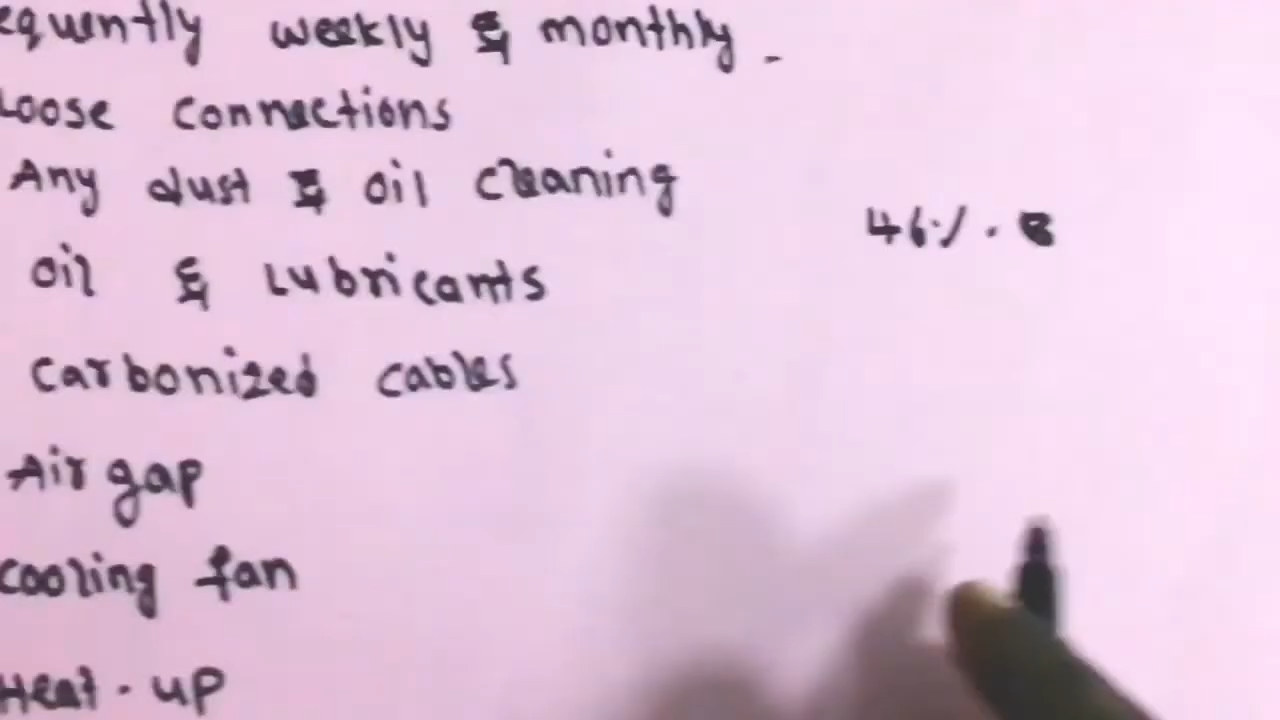 equently weekly & monthly.
Loose connections
Any dust & oil cleaning
46%.
oil & Lubricants
carbonized cables
Air gap
cooling fan
Heat-up